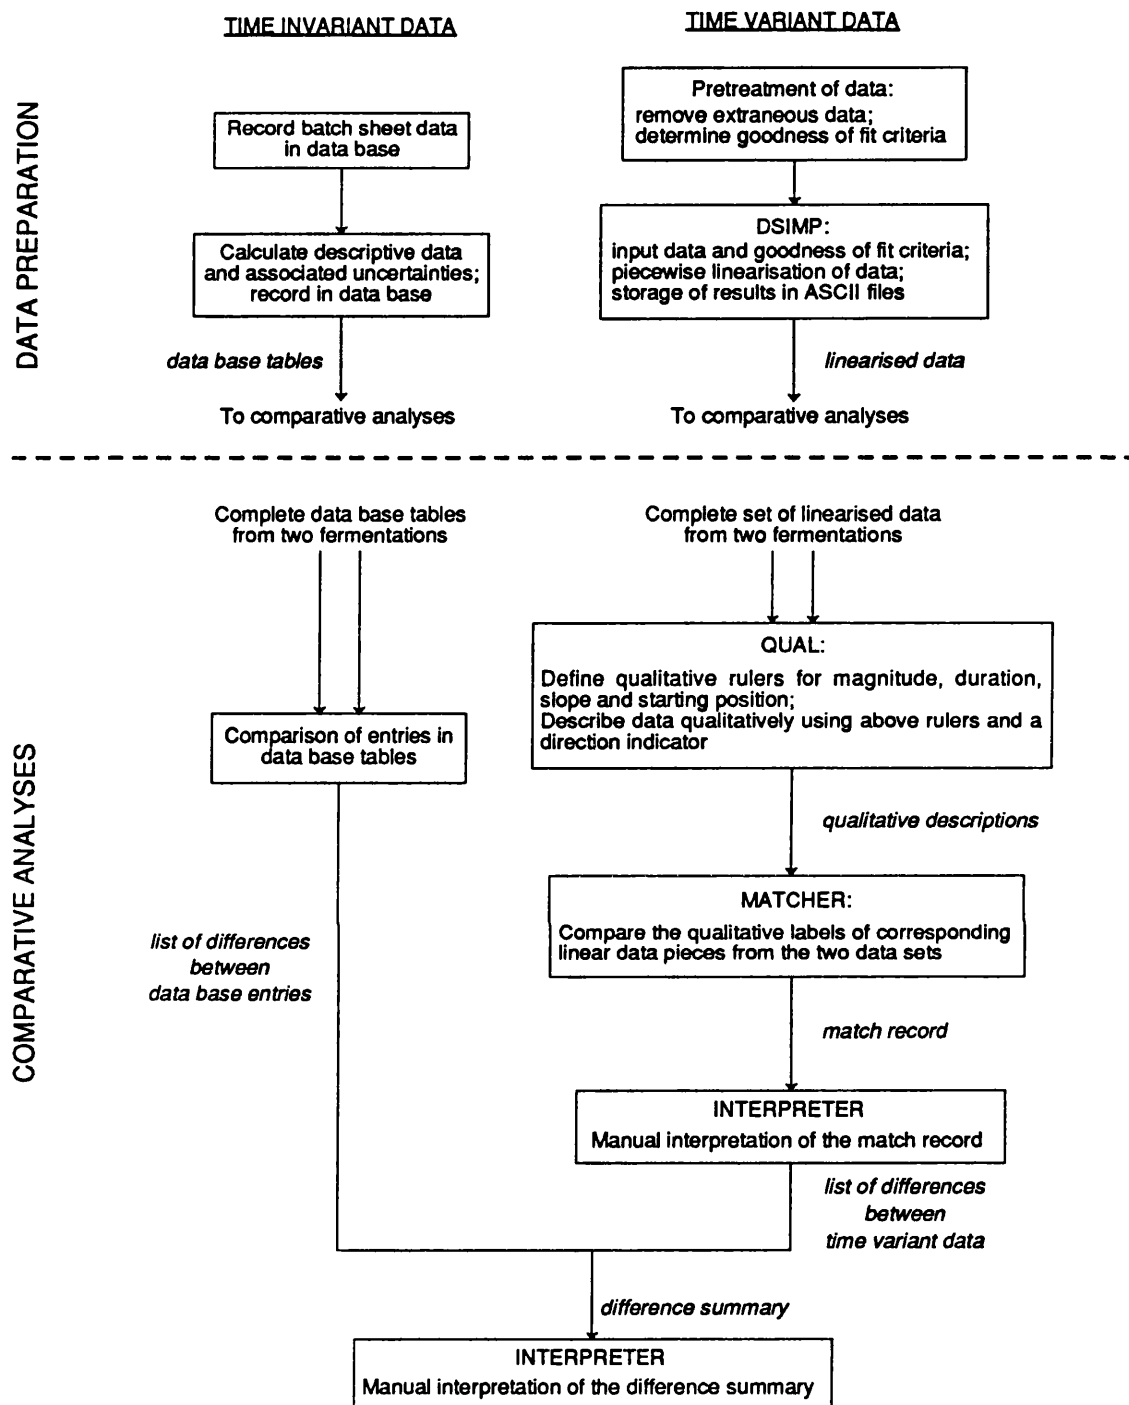 TIME INVARIANT DATA
TIME VARIANT DATA
DATA PREPARATION
Record batch sheet data
in data base
Calculate descriptive data
and associated uncertainties;
record in data base
data base tables
To comparative analyses
Pretreatment of data:
remove extraneous data;
determine goodness of fit criteria
DSIMP:
input data and goodness of fit criteria;
piecewise linearisation of data;
storage of results in ASCII files
linearised data
To comparative analyses
COMPARATIVE ANALYSES
Complete data base tables
from two fermentations
Comparison of entries in
data base tables
list of differences
between
data base entries
Complete set of linearised data
from two fermentations
QUAL:
Define qualitative rulers for magnitude, duration,
slope and starting position;
Describe data qualitatively using above rulers and a
direction indicator
qualitative descriptions
MATCHER:
Compare the qualitative labels of corresponding
linear data pieces from the two data sets
match record
INTERPRETER
Manual interpretation of the match record
list of differences
between
time variant data
difference summary
INTERPRETER
Manual interpretation of the difference summary